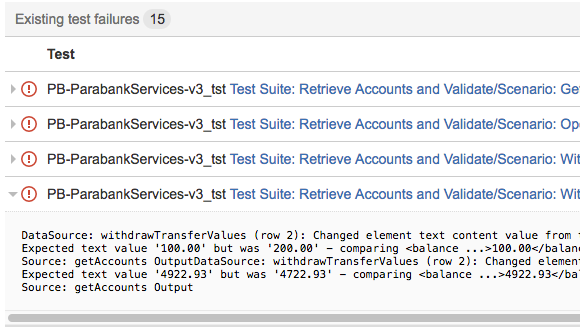 Existing test failures 15
Test
PB-ParabankServices-v3_tst Test Suite: Retrieve Accounts and Validate/Scenario: Get
PB-ParabankServices-v3_tst Test Suite: Retrieve Accounts and Validate/Scenario: Op
PB-ParabankServices-v3_tst Test Suite: Retrieve Accounts and Validate/Scenario: Wit
PB-ParabankServices-v3_tst Test Suite: Retrieve Accounts and Validate/Scenario: Wit
DataSource: withdrawTransferValues (row 2): Changed element text content value from
Expected text value '100.00' but was '200.00' - comparing <balance ...>100.00</balan
Source: getAccounts OutputDataSource: withdrawTransferValues (row 2): Changed elemen
Expected text value '4922.93' but was '4722.93' - comparing <balance ...>4922.93</ba
Source: getAccounts Output